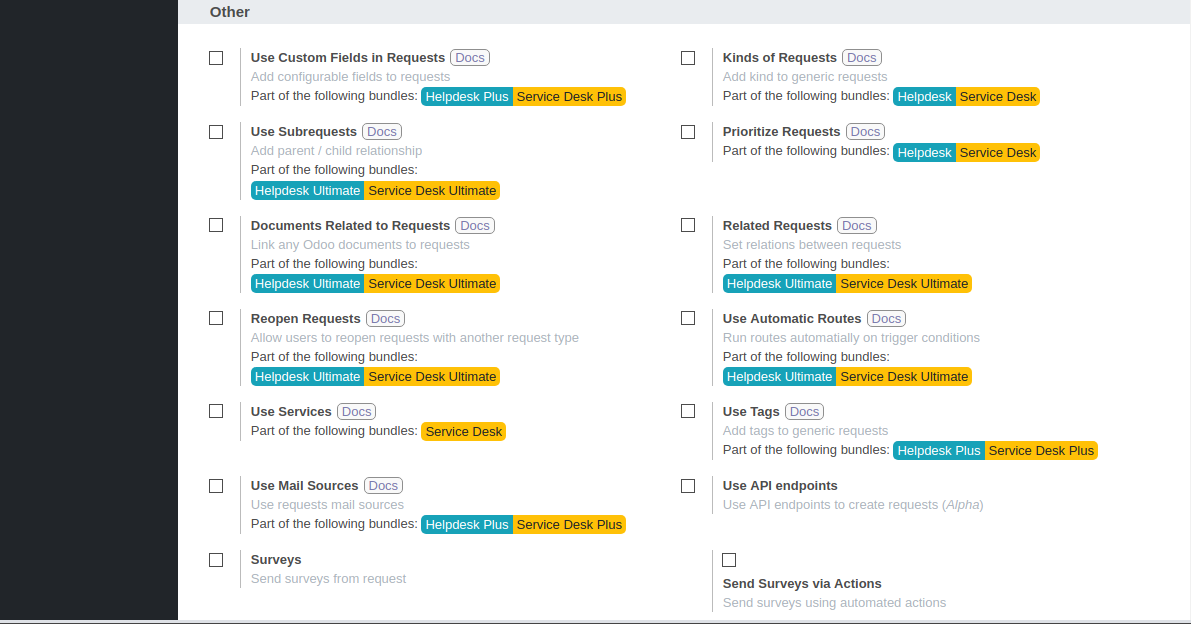 Other
Use Custom Fields in Requests Docs
Add configurable fields to requests
Part of the following bundles: Helpdesk Plus Service Desk Plus
Kinds of Requests Docs
Add kind to generic requests
Part of the following bundles: Helpdesk Service Desk
Use Subrequests Docs
Add parent / child relationship
Part of the following bundles:
Helpdesk Ultimate Service Desk Ultimate
Prioritize Requests Docs
Part of the following bundles: Helpdesk Service Desk
Documents Related to Requests Docs
Link any Odoo documents to requests
Part of the following bundles:
Helpdesk Ultimate Service Desk Ultimate
Related Requests Docs
Set relations between requests
Part of the following bundles:
Helpdesk Ultimate Service Desk Ultimate
Reopen Requests Docs
Allow users to reopen requests with another request type
Part of the following bundles:
Helpdesk Ultimate Service Desk Ultimate
Use Automatic Routes Docs
Run routes automatially on trigger conditions
Part of the following bundles:
Helpdesk Ultimate Service Desk Ultimate
Use Services Docs
Part of the following bundles: Service Desk
Use Tags Docs
Add tags to generic requests
Part of the following bundles: Helpdesk Plus Service Desk Plus
Use Mail Sources Docs
Use requests mail sources
Part of the following bundles: Helpdesk Plus Service Desk Plus
Use API endpoints
Use API endpoints to create requests (Alpha)
Surveys
Send surveys from request
Send Surveys via Actions
Send surveys using automated actions